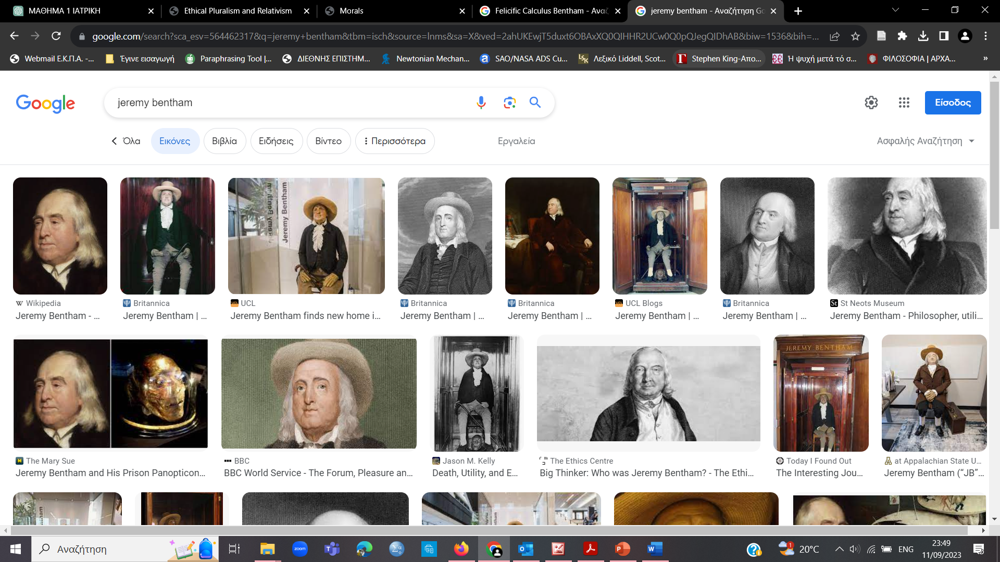 ΜΑΘΗΜΑ 1 ΙΑΤΡΙΚΗ
Ethical Pluralism and Relativism
Morals
Felicific Calculus Bentham - Αναζ
jeremy bentham - Αναζήτηση Go
google.com/search?sca_esv=564462317&q=jeremy+bentham&tbm=isch&source=lnms&sa=X&ved=2ahUKEwjT5duxt6OBAxXQ0QIHHR2UCw0Q0pQJegQIDhAB&biw=1536&bih=...
Webmail Ε.Κ.Π.Α. -...
Έγινε εισαγωγή
Paraphrasing Tool |...
ΔΙΕΘΝΗΣ ΕΠΙΣΤΗΜ...
Newtonian Mechan...
SAO/NASA ADS Cu...
Λεξικό Liddell, Scot...
Stephen King-Απο...
Ἡ ψυχή μετά τό σ...
ΦΙΛΟΣΟΦΙΑ | ΑΡΧΑ...
»
Google
jeremy bentham
Είσοδος
Όλα
Εικόνες
Βιβλία
Ειδήσεις
Βίντεο
Περισσότερα
Εργαλεία
Ασφαλής Αναζήτηση
Jeremy Bentham
Wikipedia
Jeremy Bentham - ...
Britannica
Jeremy Bentham | ...
UCL
Jeremy Bentham finds new home i...
Britannica
Jeremy Bentham | ...
Britannica
Jeremy Bentham | ...
UCL Blogs
Jeremy Bentham | ...
Britannica
Jeremy Bentham | ...
St Neots Museum
Jeremy Bentham - Philosopher, utili...
JEREMY BENTHAM
The Mary Sue
Jeremy Bentham and His Prison Panopticon...
BBC
BBC World Service - The Forum, Pleasure an...
Jason M. Kelly
Death, Utility, and E...
The Ethics Centre
Big Thinker: Who was Jeremy Bentham? - The Ethi...
Today I Found Out
The Interesting Jou...
at Appalachian State U...
Jeremy Bentham (“JB”...
Αναζήτηση
zoom
1
20°C
ENG
23:49
11/09/2023